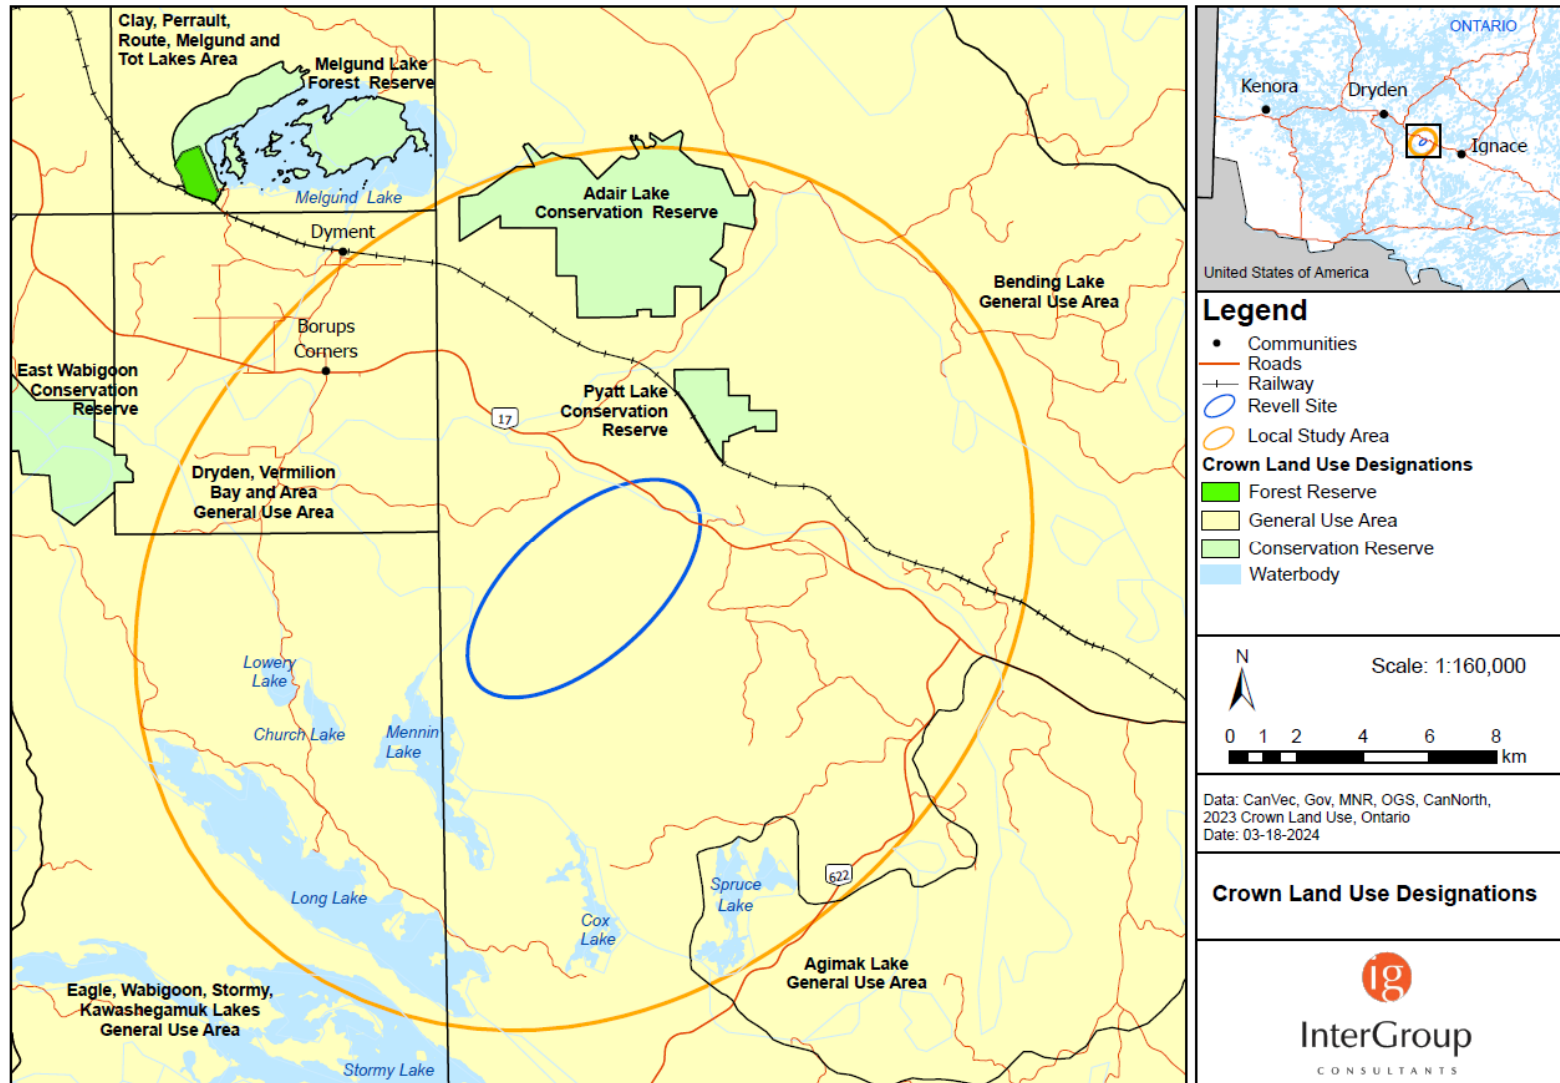 Clay, Perrault,
Route, Melgund and
Tot Lakes Area
Melgund Lake
Forest Reserve
Melgund Lake
Dyment
Adair Lake
Conservation Reserve
Bending Lake
General Use Area
Borups
Corners
East Wabigoon
Conservation
Reserve
Pyatt Lake
Conservation
Reserve
17
Dryden, Vermilion
Bay and Area
General Use Area
Lowery
Lake
Church Lake
Mennin
Lake
Long Lake
Cox
Lake
Spruce
Lake
622
Agimak Lake
General Use Area
Eagle, Wabigoon, Stormy,
Kawashegamuk Lakes
General Use Area
Stormy Lake
ONTARIO
Kenora
Dryden
Ignace
United States of America
Legend
Communities
Roads
Railway
Revell Site
Local Study Area
Crown Land Use Designations
Forest Reserve
General Use Area
Conservation Reserve
Waterbody
N
Scale: 1:160,000
0 1 2 4 6 8
km
Data: CanVec, Gov, MNR, OGS, CanNorth,
2023 Crown Land Use, Ontario
Date: 03-18-2024
Crown Land Use Designations
ig
InterGroup
CONSULTANTS